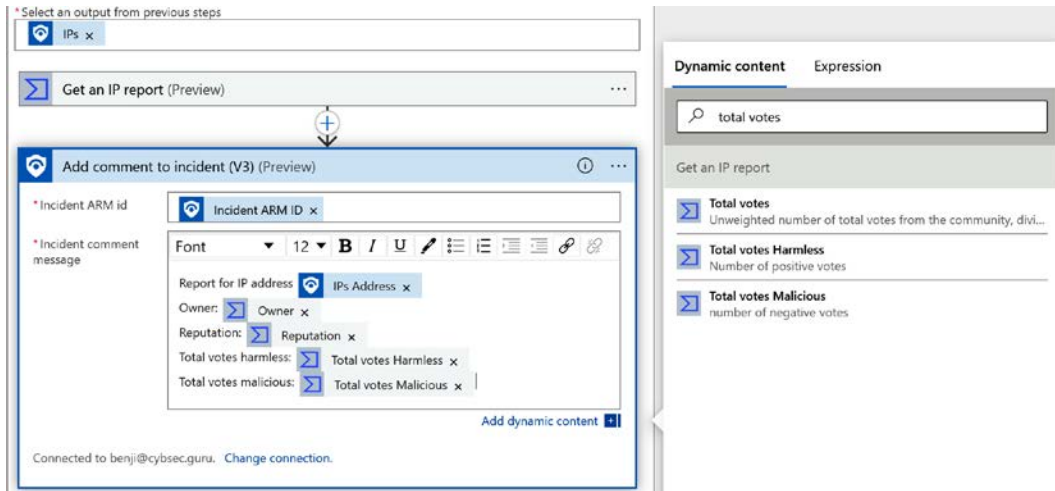 *Select an output from previous steps
IPs ×
Get an IP report (Preview) ...
Add comment to incident (V3) (Preview) ...
*Incident ARM id
Incident ARM ID ×
*Incident comment message
Font 12 B I U
Report for IP address IPs Address ×
Owner: Owner ×
Reputation: Reputation ×
Total votes harmless: Total votes Harmless ×
Total votes malicious: Total votes Malicious ×
Add dynamic content
Connected to benji@cybsec.guru. Change connection.
Dynamic content Expression
total votes
Get an IP report
Total votes
Unweighted number of total votes from the community, divi...
Total votes Harmless
Number of positive votes
Total votes Malicious
number of negative votes